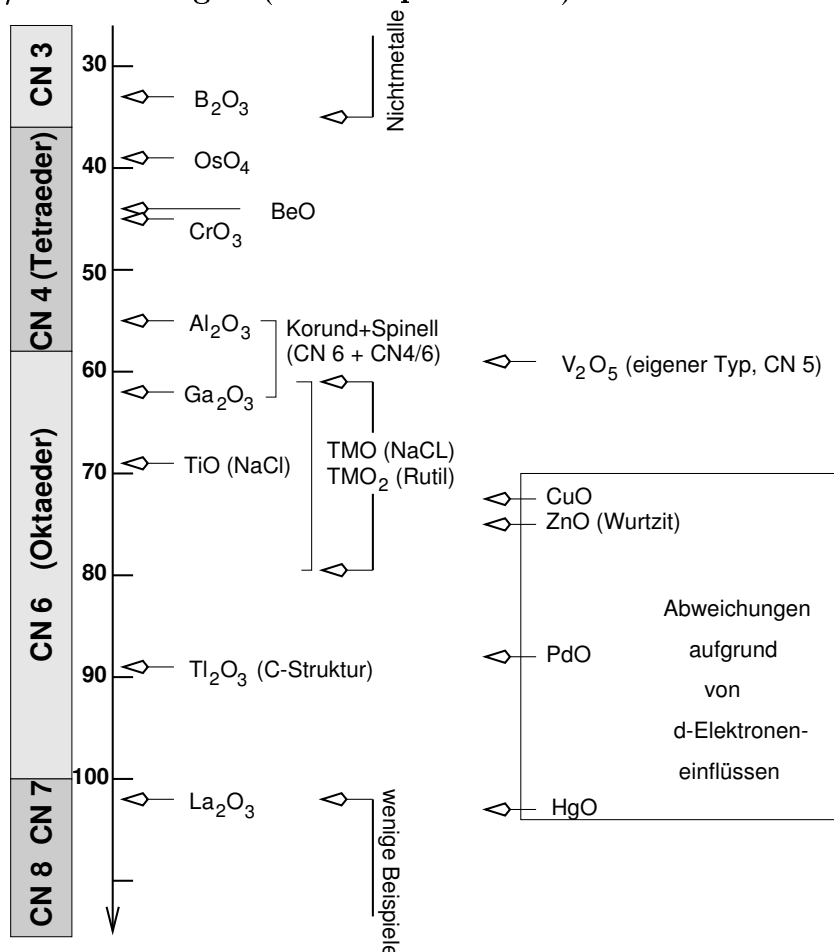 CN 3
CN 4 (Tetraeder)
CN 6 (Oktaeder)
CN 8 CN 7
30
40
50
60
70
80
90
100
B2O3
OsO4
BeO
CrO3
Al2O3
Ga2O3
TiO (NaCl)
Tl2O3 (C-Struktur)
La2O3
Nichtmetalle
Korund+Spinell
(CN 6 + CN4/6)
TMO (NaCL)
TMO2 (Rutil)
wenige Beispiele
V2O5 (eigener Typ, CN 5)
CuO
ZnO (Wurtzit)
PdO
HgO
Abweichungen
aufgrund
von
d-Elektronen-
einflüssen